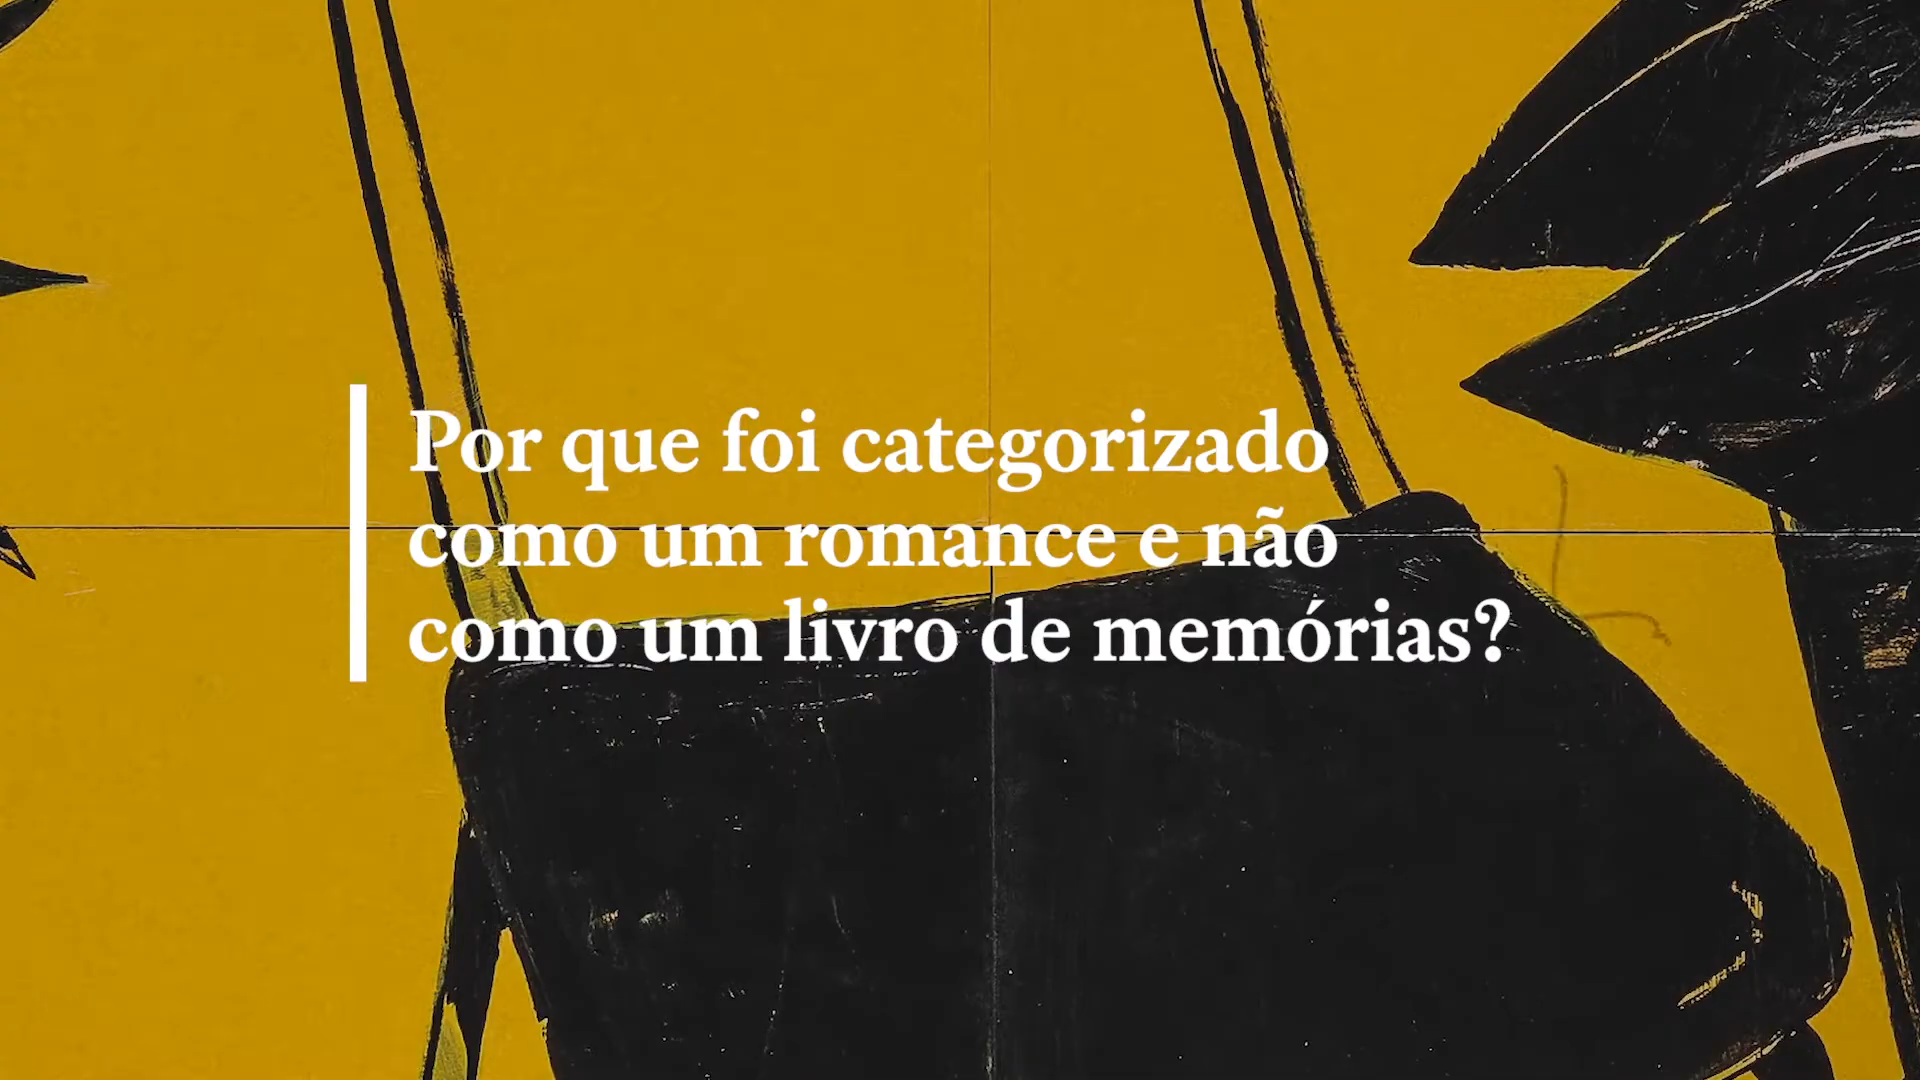 Por que foi categorizado
como um romance e não
como um livro de memórias?